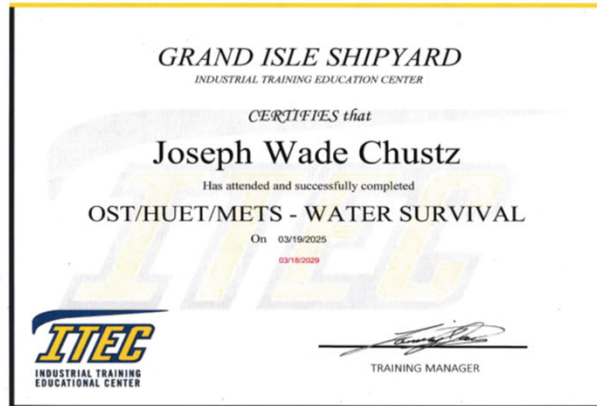 GRAND ISLE SHIPYARD
INDUSTRIAL TRAINING EDUCATION CENTER
CERTIFIES that
Joseph Wade Chustz
Has attended and successfully completed
OST/HUET/METS - WATER SURVIVAL
On 03/19/2025
03/18/2029
ITEC
ITEC
INDUSTRIAL TRAINING
EDUCATIONAL CENTER
TRAINING MANAGER